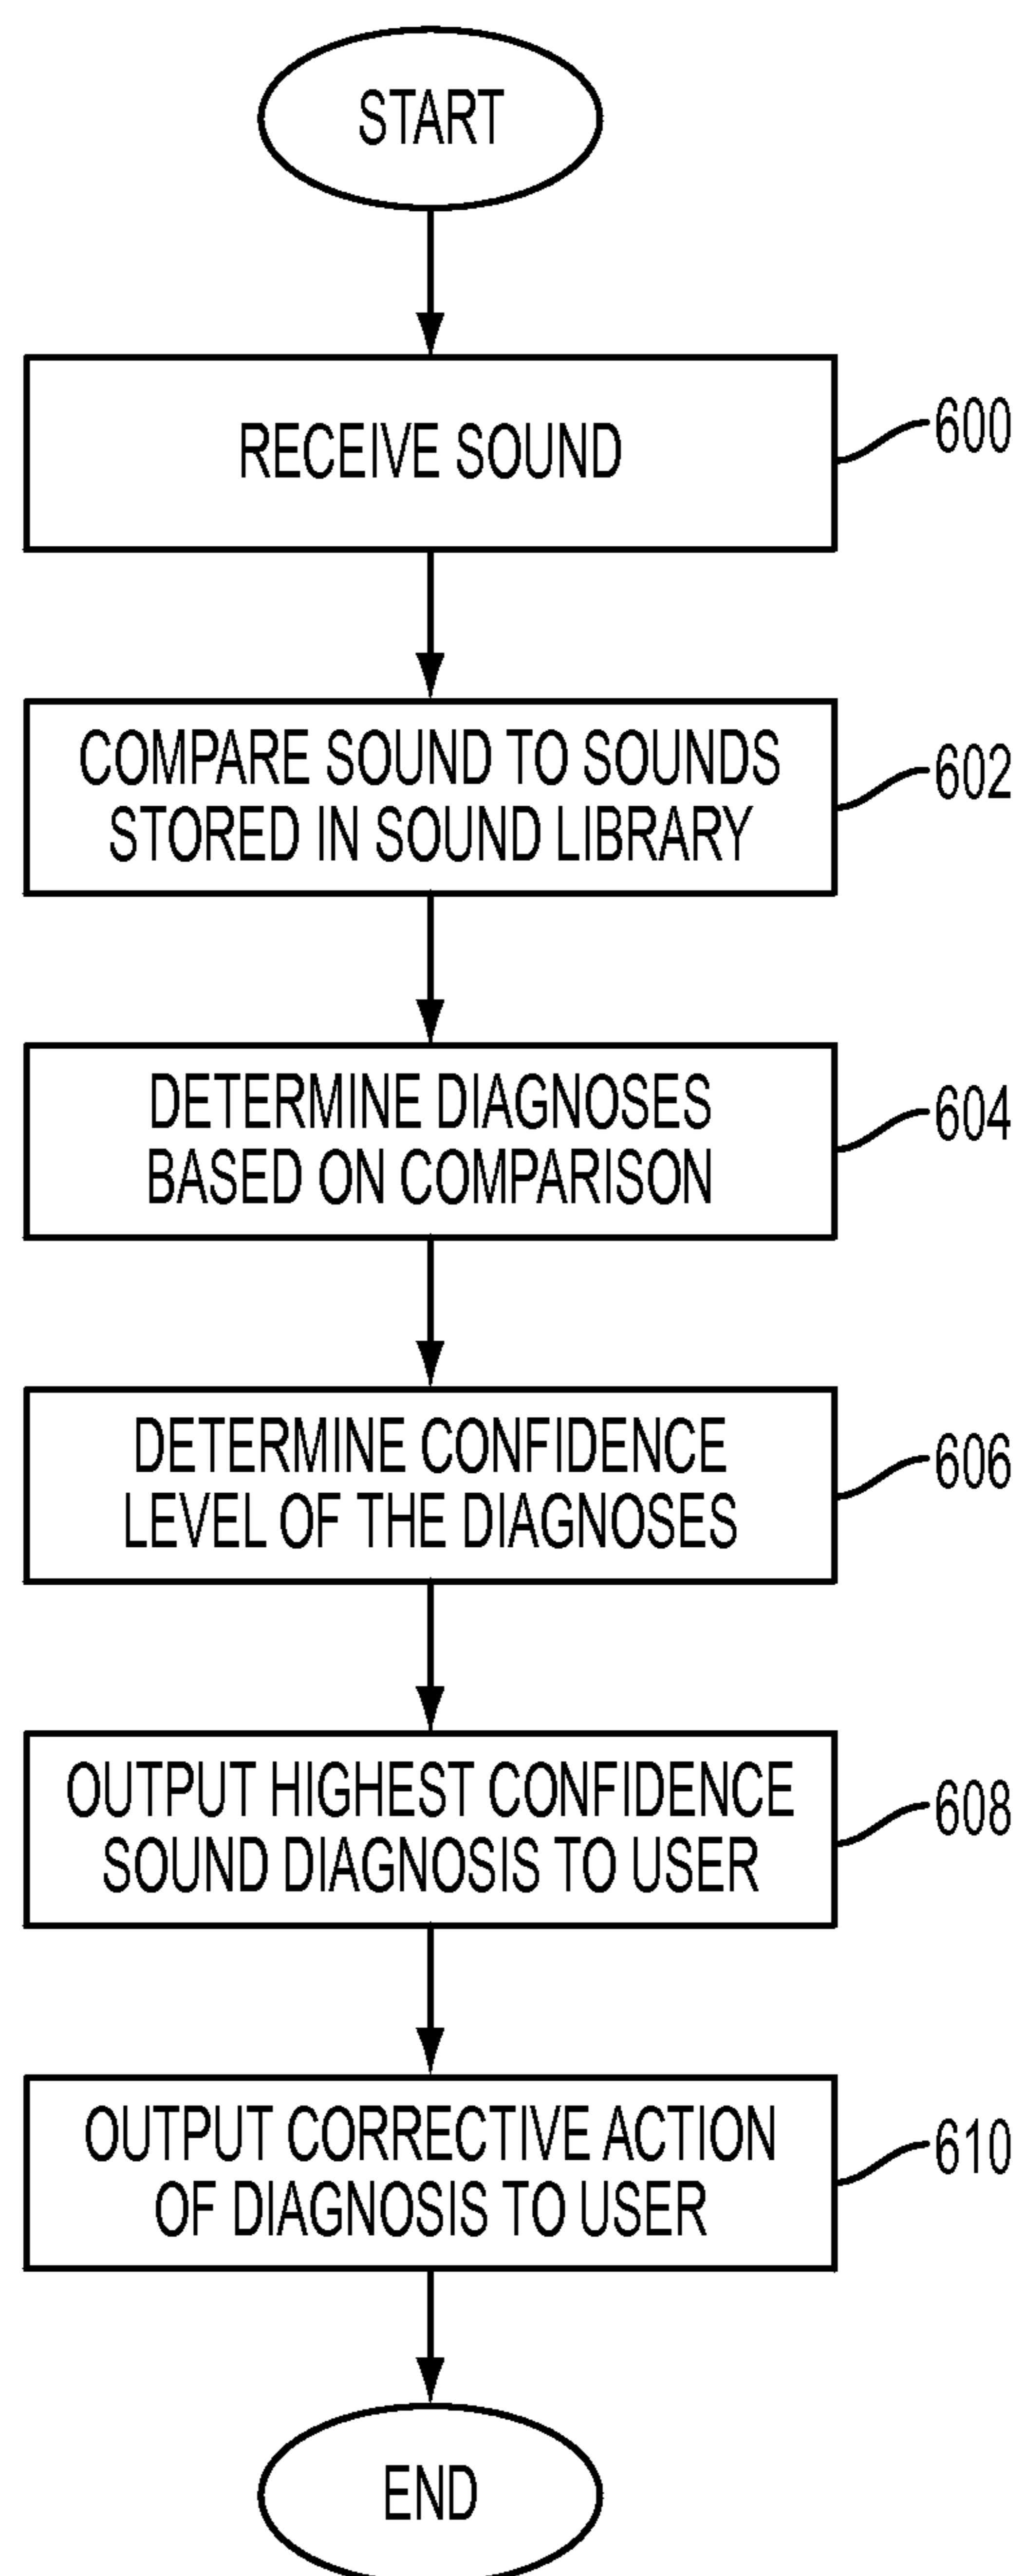 START
RECEIVE SOUND
600
COMPARE SOUND TO SOUNDS
STORED IN SOUND LIBRARY
602
DETERMINE DIAGNOSES
BASED ON COMPARISON
604
DETERMINE CONFIDENCE
LEVEL OF THE DIAGNOSES
606
OUTPUT HIGHEST CONFIDENCE
SOUND DIAGNOSIS TO USER
608
OUTPUT CORRECTIVE ACTION
OF DIAGNOSIS TO USER
610
END